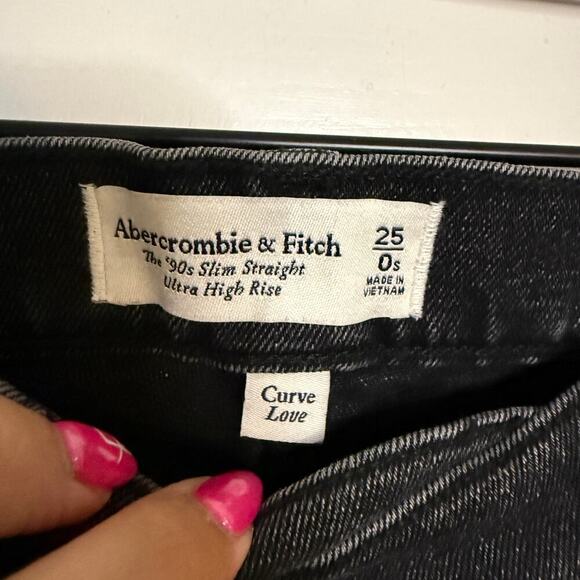 Abercrombie & Fitch
The '90s Slim Straight
Ultra High Rise
25
0s
MADE IN
VIETNAM
Curve
Love